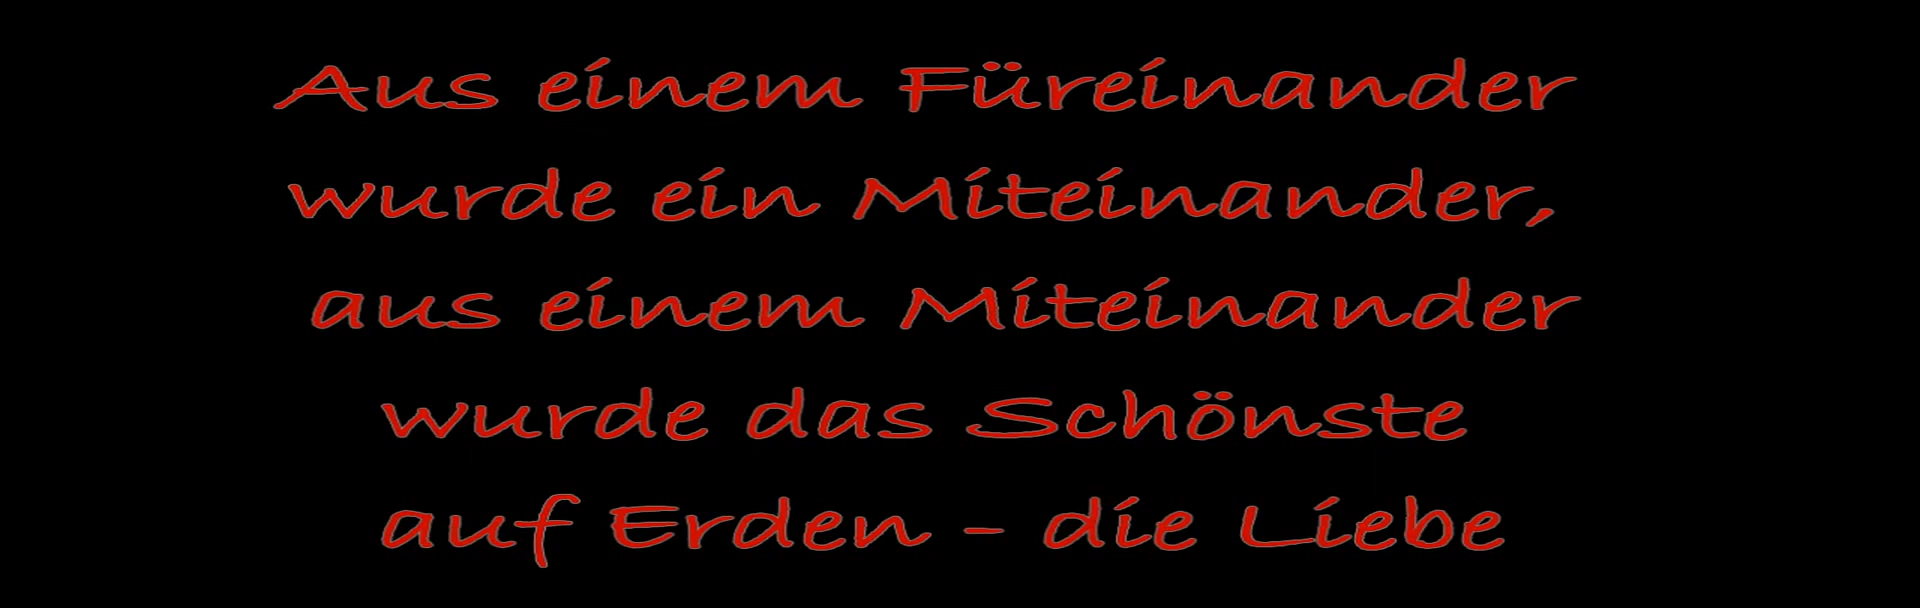 Aus einem Füreinander
wurde ein Miteinander,
aus einem Miteinander
wurde das Schönste
auf Erden - die Liebe